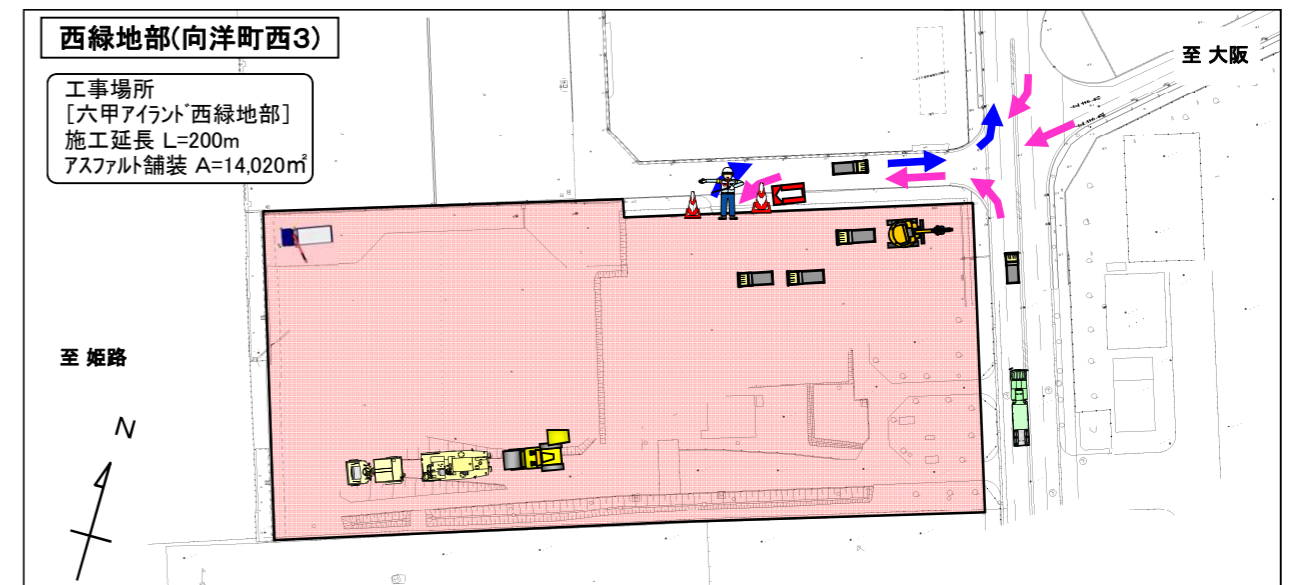 西緑地部(向洋町西3)
至 大阪
工事場所
[六甲アイランド西緑地部]
施工延長 L=200m
アスファルト舗装 A=14,020㎡
至 姫路
N